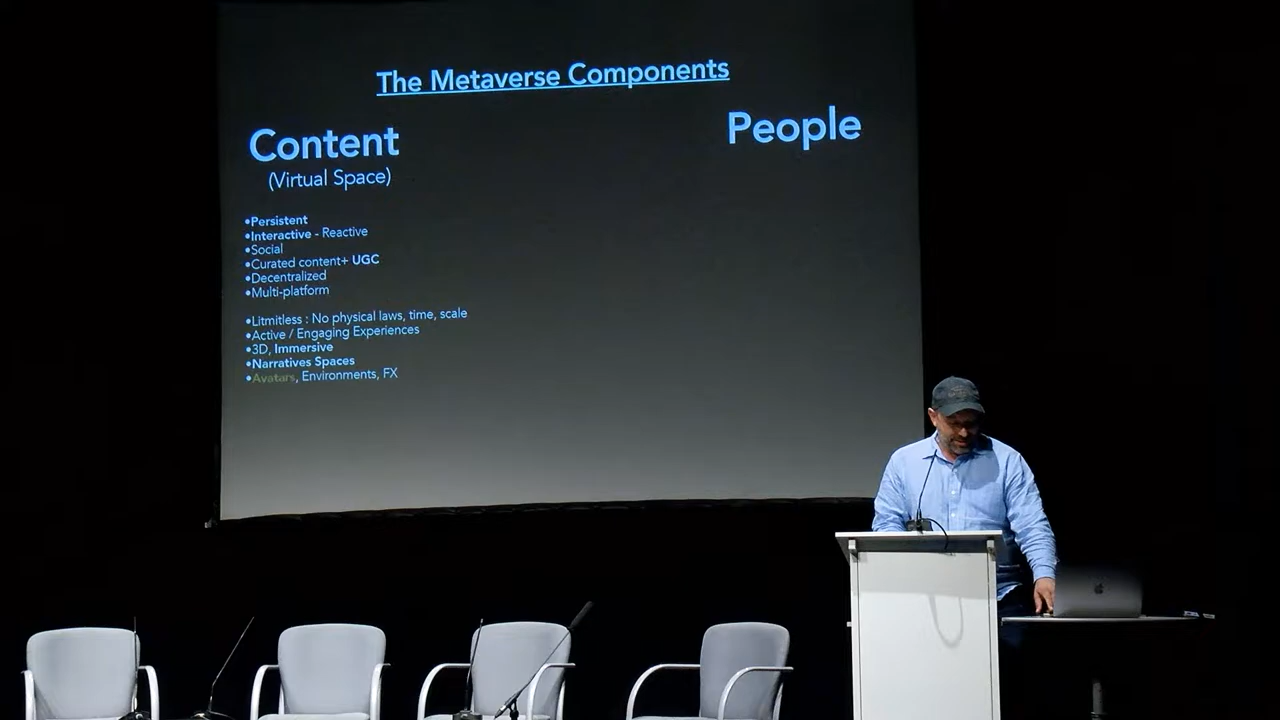 The Metaverse Components
Content
(Virtual Space)
People
•Persistent
•Interactive - Reactive
•Social
•Curated content+ UGC
•Decentralized
•Multi-platform
•Litmitless : No physical laws, time, scale
•Active / Engaging Experiences
•3D, Immersive
•Narratives Spaces
•Avatars, Environments, FX